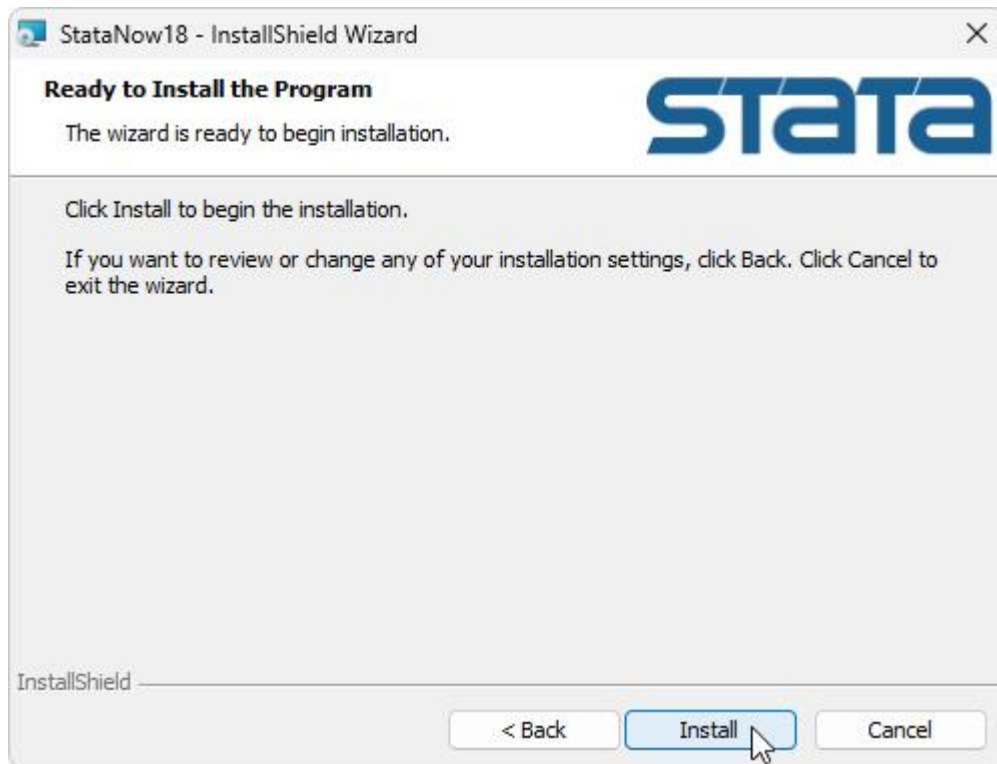 StataNow18 - InstallShield Wizard
Ready to Install the Program
The wizard is ready to begin installation.
stata
Click Install to begin the installation.
If you want to review or change any of your installation settings, click Back. Click Cancel to
exit the wizard.
InstallShield
< Back
Install
Cancel